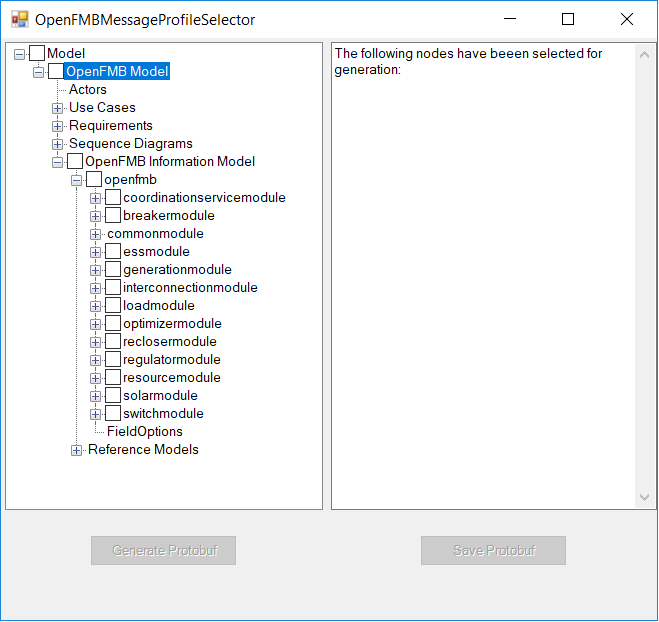 OpenFMBMessageProfileSelector
Model
OpenFMB Model
Actors
Use Cases
Requirements
Sequence Diagrams
OpenFMB Information Model
openfmb
coordinationservicemodule
breakermodule
commonmodule
essmodule
generationmodule
interconnectionmodule
loadmodule
optimizermodule
reclosermodule
regulatormodule
resourcemodule
solarmodule
switchmodule
FieldOptions
Reference Models
The following nodes have beeen selected for
generation:
Generate Protobuf
Save Protobuf